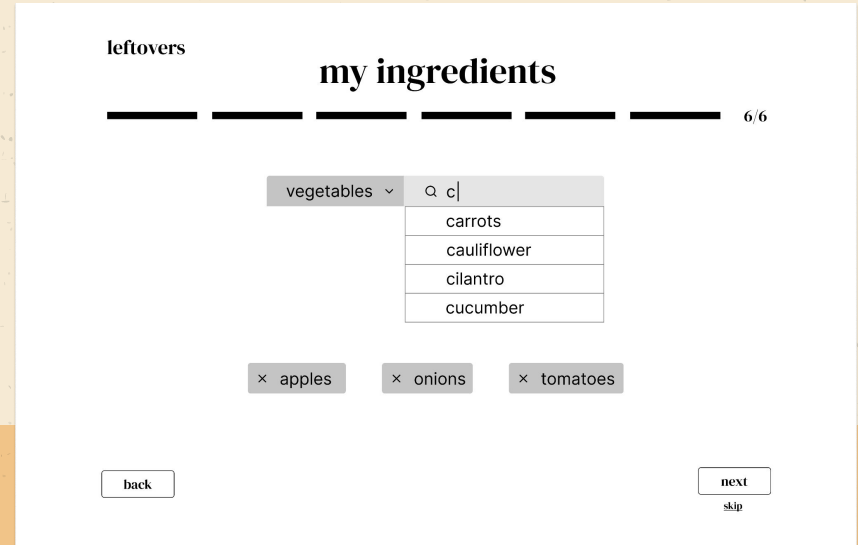 leftovers
my ingredients
6/6
vegetables c
carrots
cauliflower
cilantro
cucumber
× apples × onions × tomatoes
back next
skip